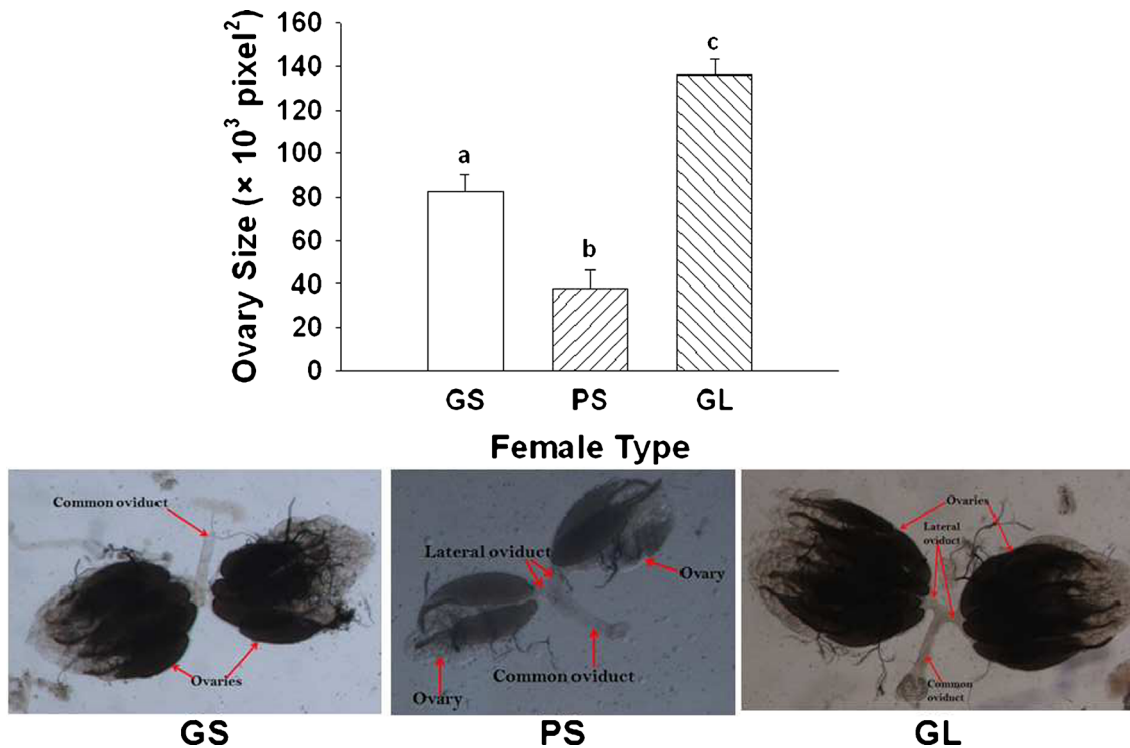 Ovary Size (× 10³ pixel²)
160
140
120
100
80
60
40
20
0
a
b
c
GS
PS
GL
Female Type
Common oviduct
Ovaries
Lateral oviduct
Ovary
Common oviduct
Ovary
Ovaries
Lateral
oviduct
Common
oviduct
GS
PS
GL